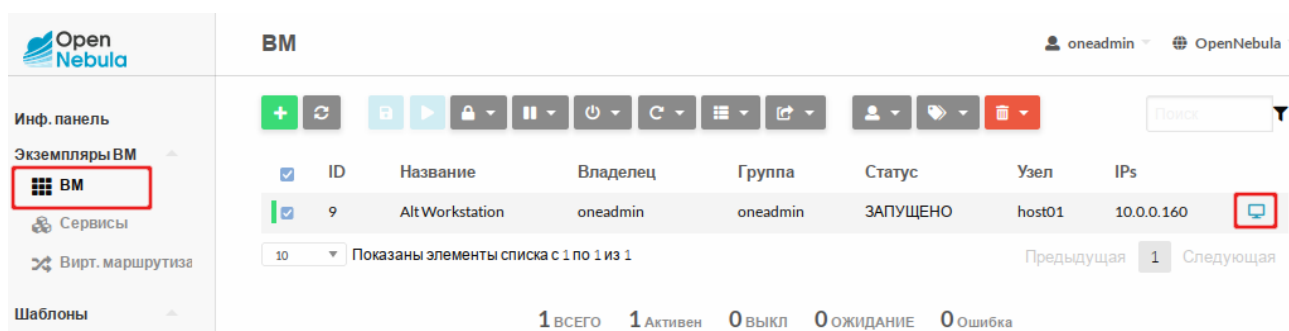 Open
Nebula
ВМ
oneadmin
OpenNebula
Инф. панель
Экземпляры ВМ
ВМ
Сервисы
Вирт. маршрутиза
Шаблоны
Поиск
ID Название Владелец Группа Статус Узел IPs
9 Alt Workstation oneadmin oneadmin ЗАПУЩЕНО host01 10.0.0.160
10 Показаны элементы списка с 1 по 1 из 1
Предыдущая 1 Следующая
1 ВСЕГО 1 Активен 0 ВЫКЛ 0 ОЖИДАНИЕ 0 Ошибка